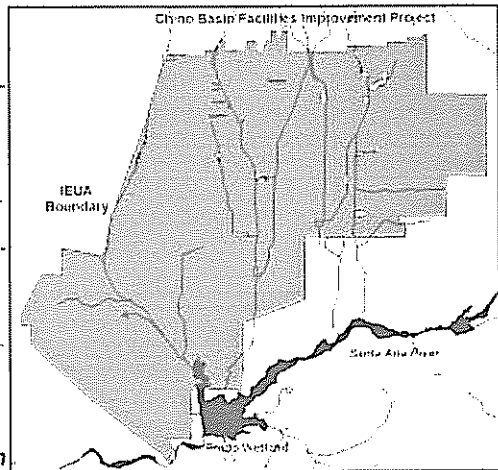 Chino Basin Facilities Improvement Project
IEUA
Boundary
Santa Ana River
Prado Wetland